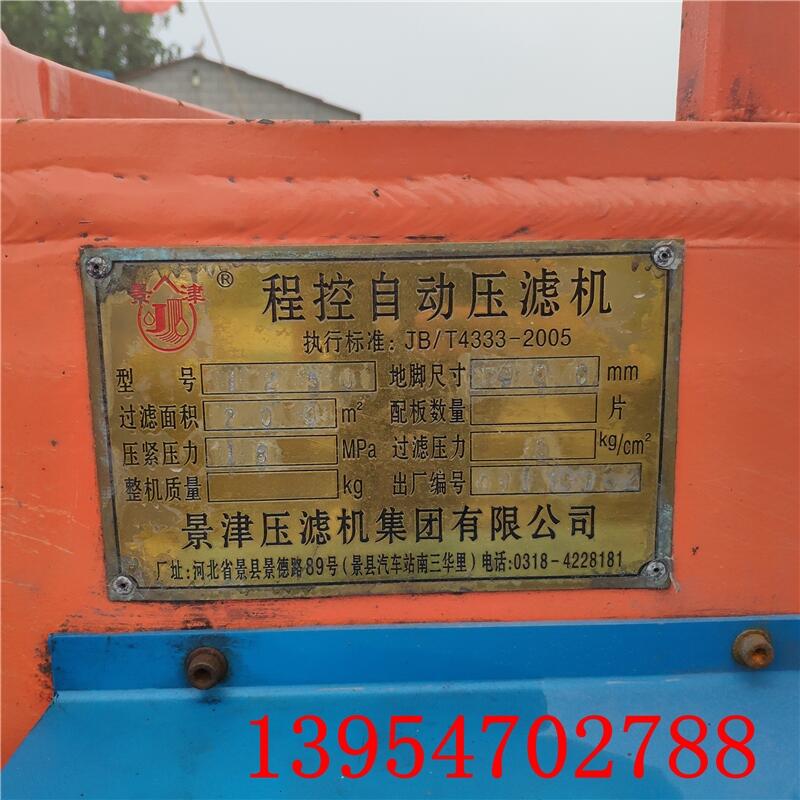 景津 ® 程控自动压滤机
执行标准: JB/T4333-2005
型号 1250 地脚尺寸 mm
过滤面积 200 m² 配板数量 片
压紧压力 18 MPa 过滤压力 kg/cm²
整机质量 kg 出厂编号
景津压滤机集团有限公司
厂址:河北省景县景德路89号(景县汽车站南三华里)电话:0318-4228181
13954702788